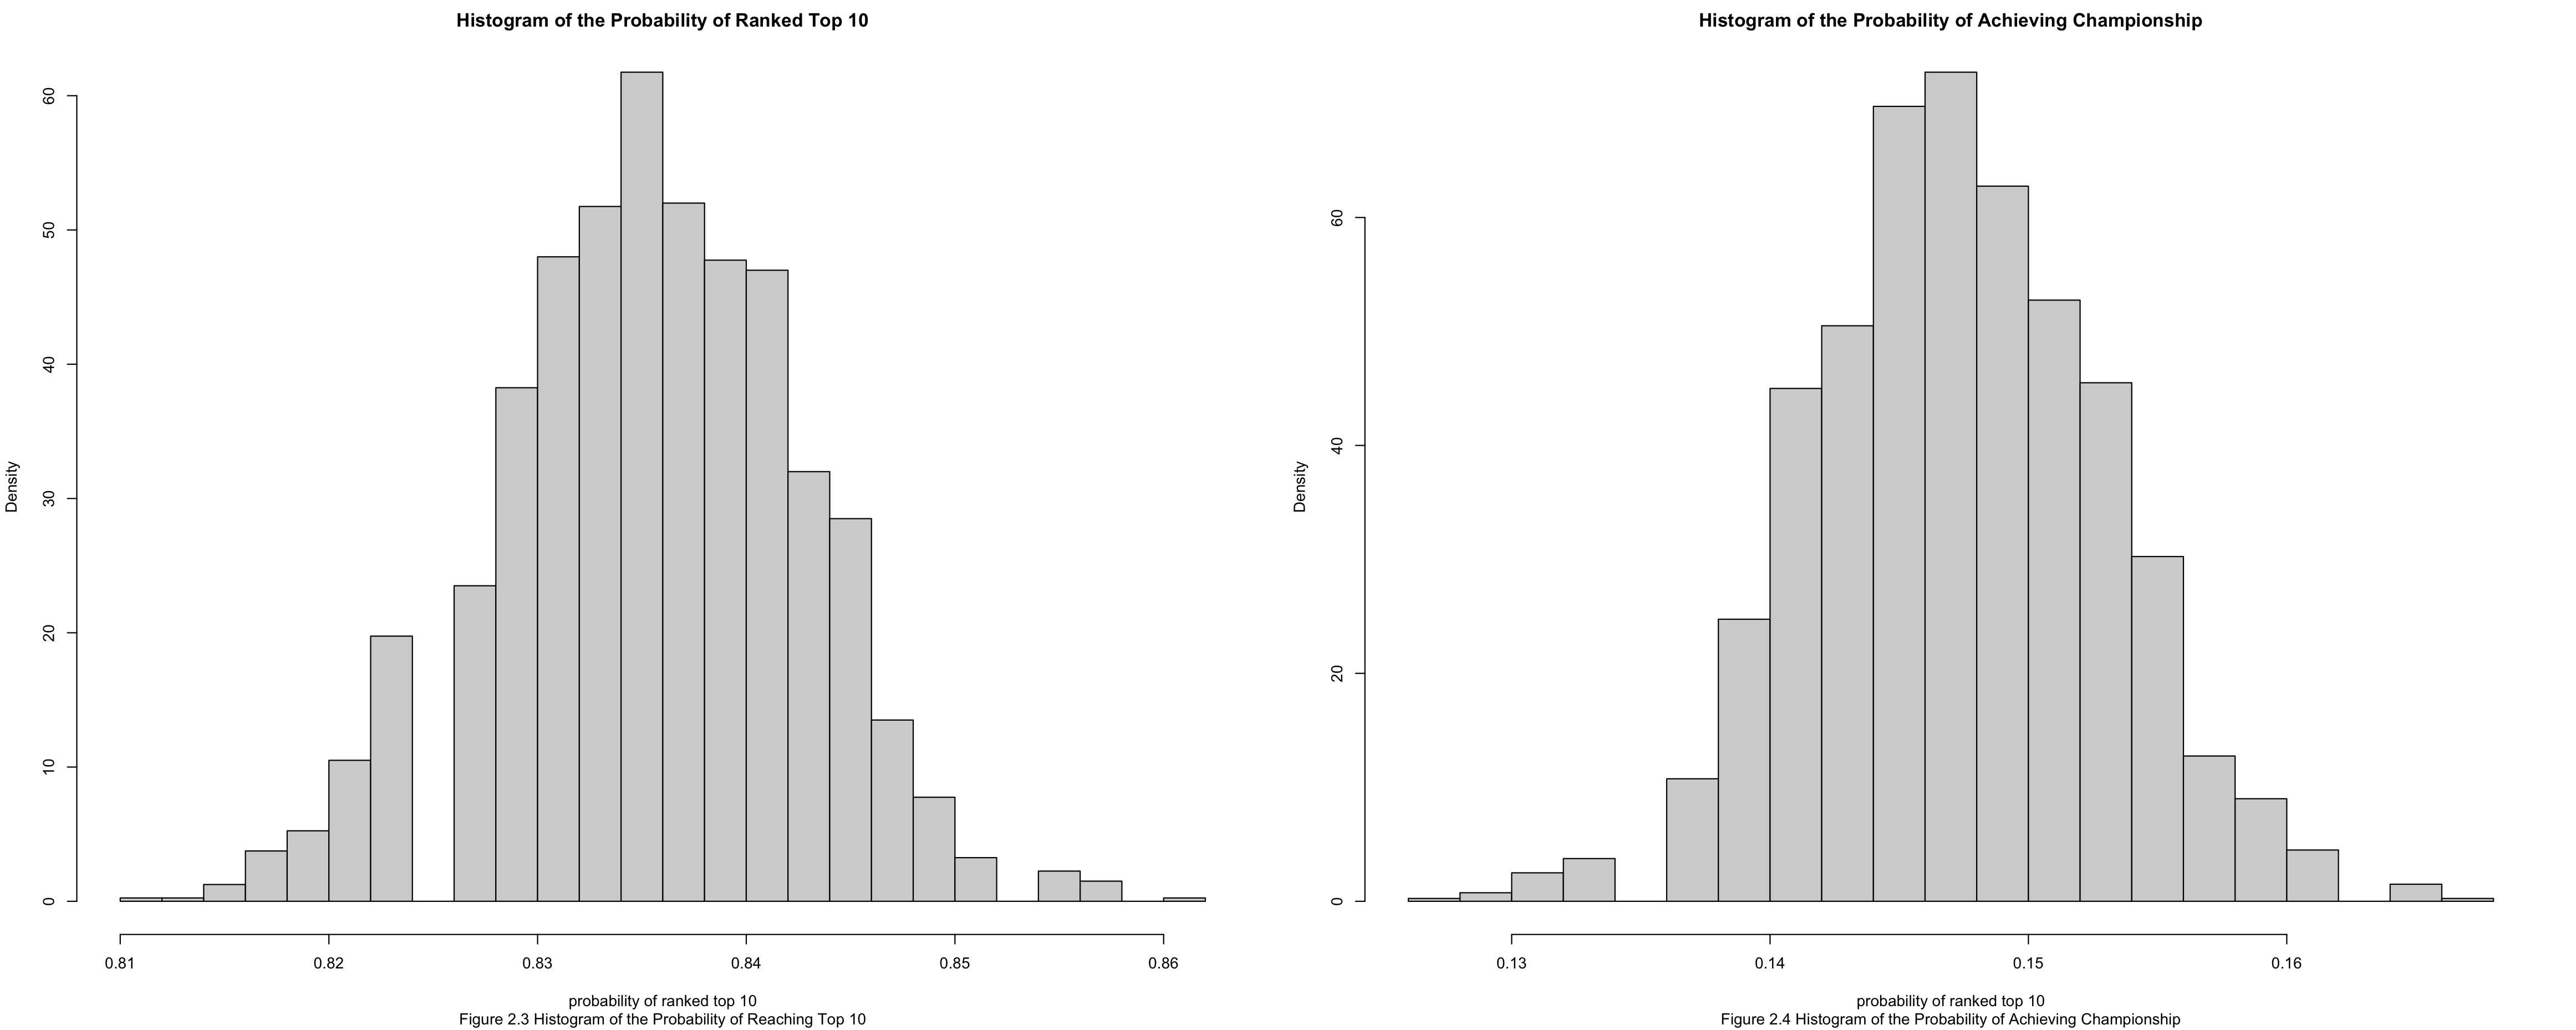 Histogram of the Probability of Ranked Top 10
Density
60
50
40
30
20
10
0
0.81 0.82 0.83 0.84 0.85 0.86
probability of ranked top 10
Figure 2.3 Histogram of the Probability of Reaching Top 10
Histogram of the Probability of Achieving Championship
Density
60
40
20
0
0.13 0.14 0.15 0.16
probability of ranked top 10
Figure 2.4 Histogram of the Probability of Achieving Championship